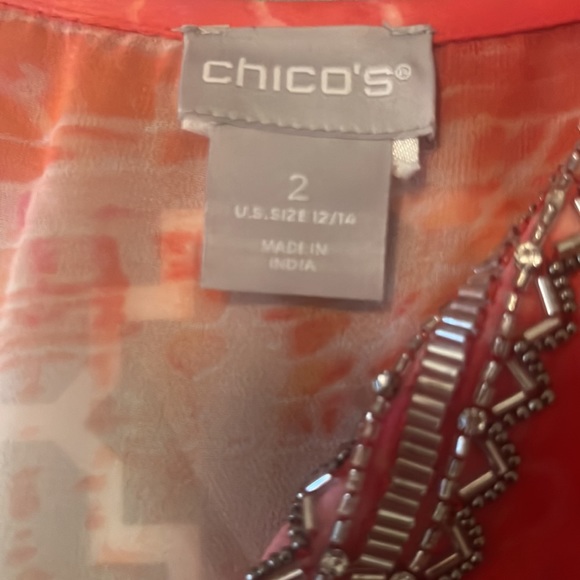 chico's®
2
U.S.SIZE 12/14
MADE IN
INDIA